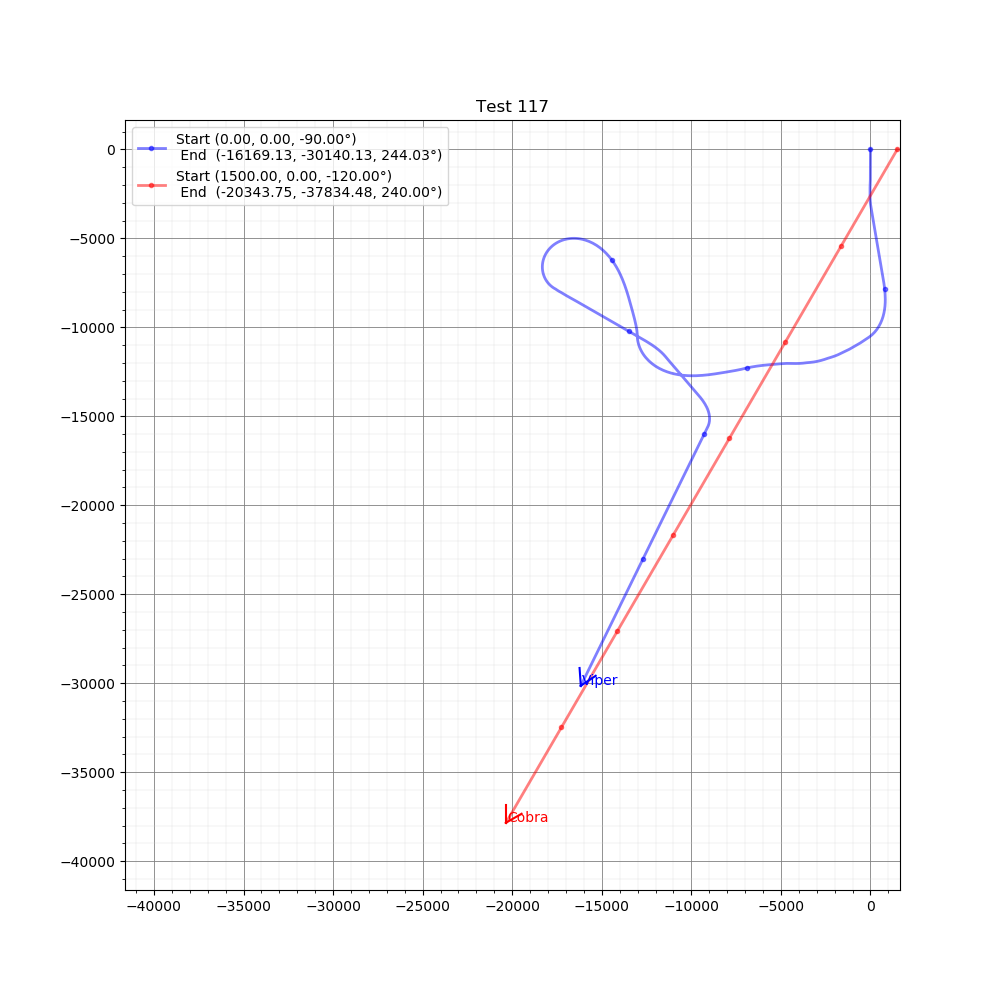 Test 117
Start (0.00, 0.00, -90.00°)
End  (-16169.13, -30140.13, 244.03°)
Start (1500.00, 0.00, -120.00°)
End  (-20343.75, -37834.48, 240.00°)
0
−5000
−10000
−15000
−20000
−25000
−30000
−35000
−40000
Viper
Cobra
−40000 −35000 −30000 −25000 −20000 −15000 −10000 −5000 0